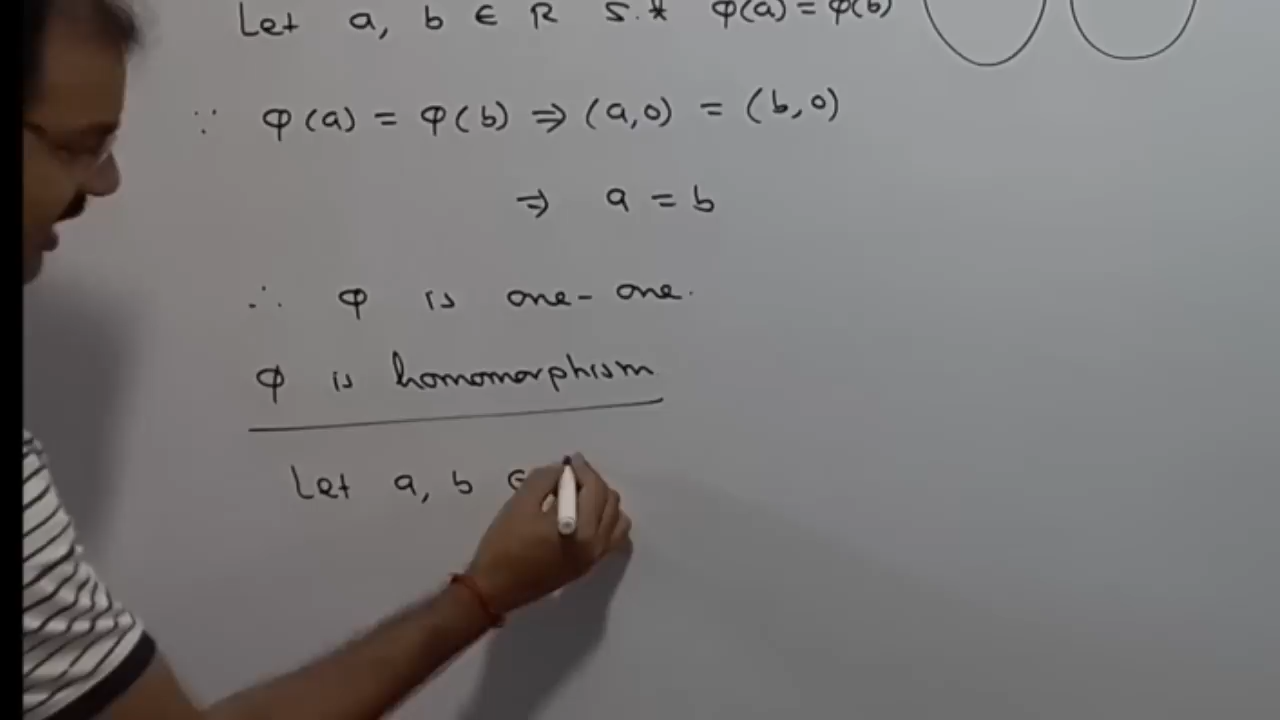 Let a, b ∈ R s.t φ(a) = φ(b)
∵ φ(a) = φ(b) ⇒ (a,0) = (b,0)
⇒ a = b
∴ φ is one-one.
φ is homomorphism
Let a, b ∈